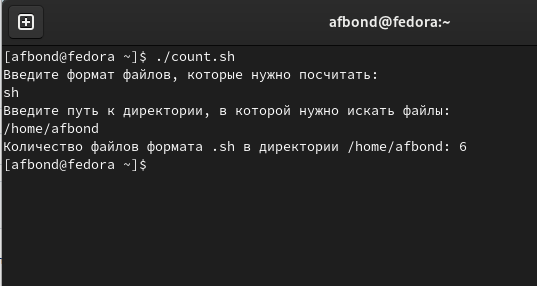 afbond@fedora:~
[afbond@fedora ~]$ ./count.sh
Введите формат файлов, которые нужно посчитать:
sh
Введите путь к директории, в которой нужно искать файлы:
/home/afbond
Количество файлов формата .sh в директории /home/afbond: 6
[afbond@fedora ~]$